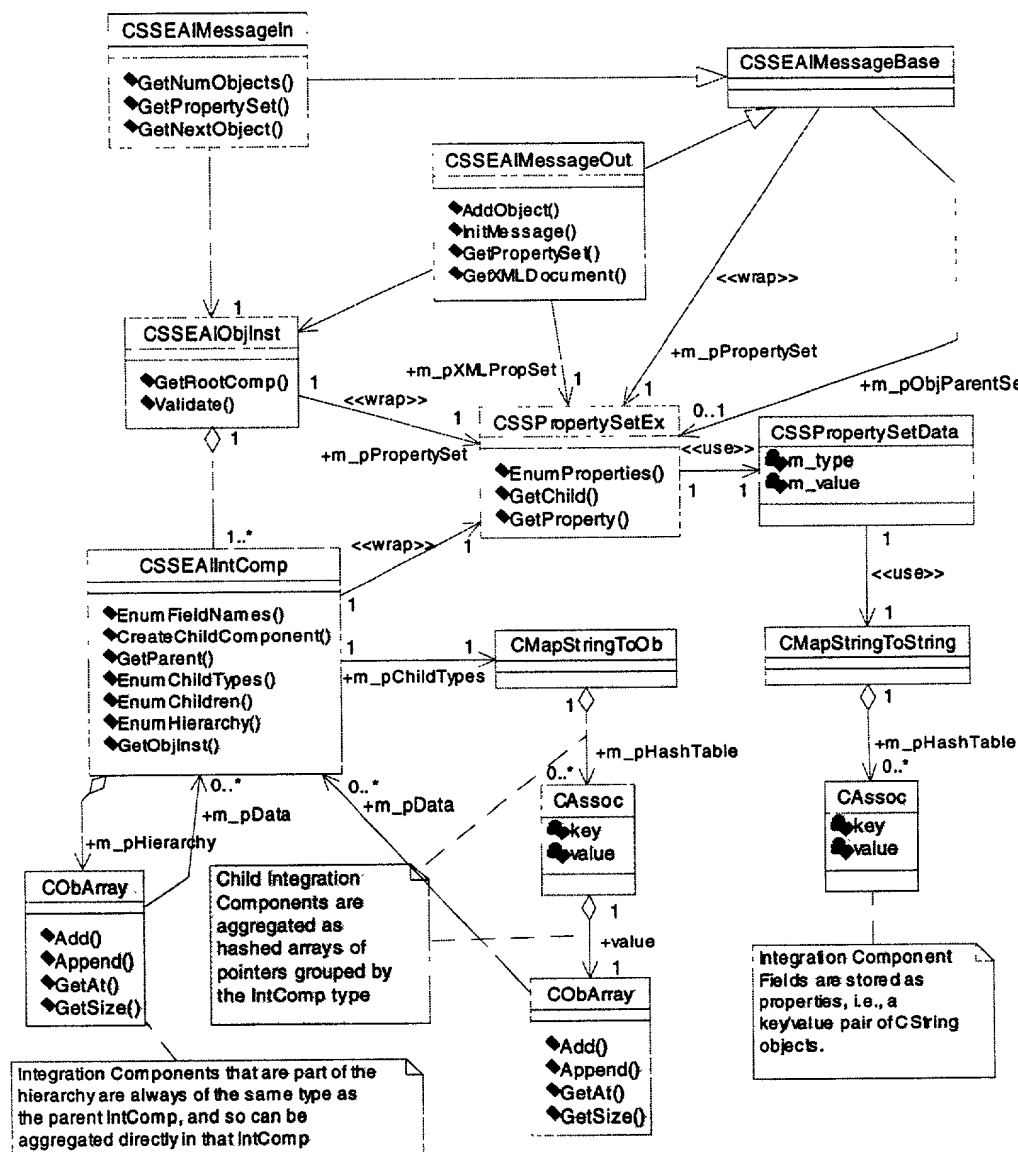 CSSEAIMessageIn
GetNumObjects()
GetPropertySet()
GetNextObject()
CSSEAIMessageBase
CSSEAIMessageOut
AddObject()
InitMessage()
GetPropertySet()
GetXMLDocument()
<<wrap>>
1
CSSEAIObjInst
GetRootComp()
Validate()
1
<<wrap>>
1
+m_pPropertySet
+m_pXMLPropSet
1
+m_pPropertySet
1
+m_pObjParentSe
0..1
CSSPropertySetEx
EnumProperties()
GetChild()
GetProperty()
<<use>>
1
1
CSSPropertySetData
m_type
m_value
1
<<use>>
1
1
1..*
<<wrap>>
1
1
CSSEAIIntComp
EnumFieldNames()
CreateChildComponent()
GetParent()
EnumChildTypes()
EnumChildren()
EnumHierarchy()
GetObjInst()
1
1
+m_pChildTypes
CMapStringToOb
1
+m_pHashTable
0..*
CMapStringToString
1
+m_pHashTable
0..*
0..*
+m_pData
0..*
+m_pData
+m_pHierarchy
CAssoc
key
value
1
+value
1
CAssoc
key
value
CObArray
Add()
Append()
GetAt()
GetSize()
Child Integration
Components are
aggregated as
hashed arrays of
pointers grouped by
the IntComp type
CObArray
Add()
Append()
GetAt()
GetSize()
Integration Component
Fields are stored as
properties, i.e., a
key/value pair of CString
objects.
Integration Components that are part of the
hierarchy are always of the same type as
the parent IntComp, and so can be
aggregated directly in that IntComp